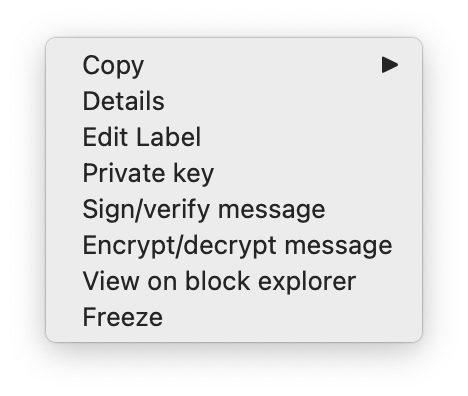 Copy
Details
Edit Label
Private key
Sign/verify message
Encrypt/decrypt message
View on block explorer
Freeze